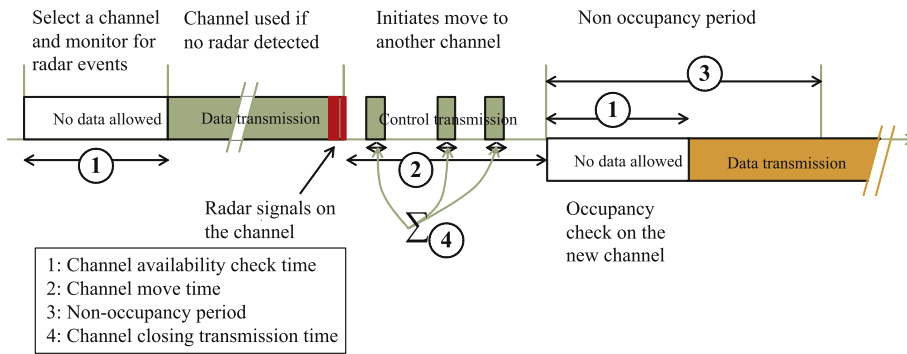 Select a channel
and monitor for
radar events
Channel used if
no radar detected
Initiates move to
another channel
Non occupancy period
3
1
No data allowed
Data transmission
Control transmission
1
2
No data allowed
Data transmission
Radar signals on
the channel
Σ
4
Occupancy
check on the
new channel
1: Channel availability check time
2: Channel move time
3: Non-occupancy period
4: Channel closing transmission time